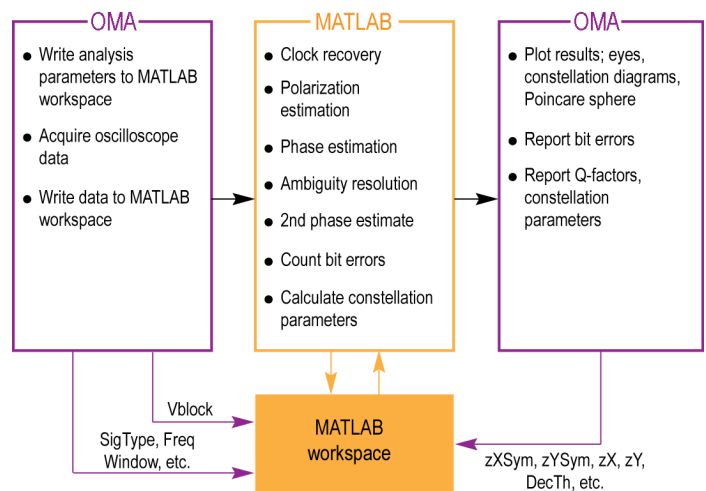 OMA
● Write analysis
parameters to MATLAB
workspace
● Acquire oscilloscope
data
● Write data to MATLAB
workspace
MATLAB
● Clock recovery
● Polarization
estimation
● Phase estimation
● Ambiguity resolution
● 2nd phase estimate
● Count bit errors
● Calculate constellation
parameters
OMA
● Plot results; eyes,
constellation diagrams,
Poincare sphere
● Report bit errors
● Report Q-factors,
constellation
parameters
Vblock
SigType, Freq
Window, etc.
MATLAB
workspace
zXSym, zYSym, zX, zY,
DecTh, etc.